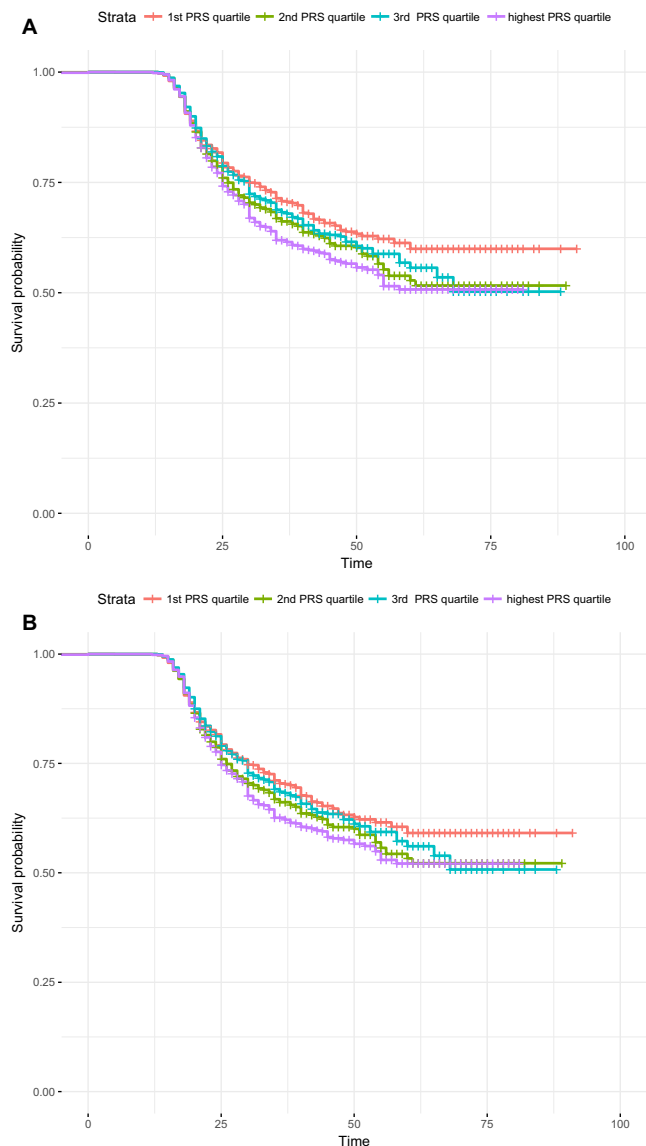 A
Strata 1st PRS quartile 2nd PRS quartile 3rd PRS quartile highest PRS quartile
1.00
0.75
0.50
0.25
0.00
Survival probability
0 25 50 75 100
Time
B
Strata 1st PRS quartile 2nd PRS quartile 3rd PRS quartile highest PRS quartile
1.00
0.75
0.50
0.25
0.00
Survival probability
0 25 50 75 100
Time